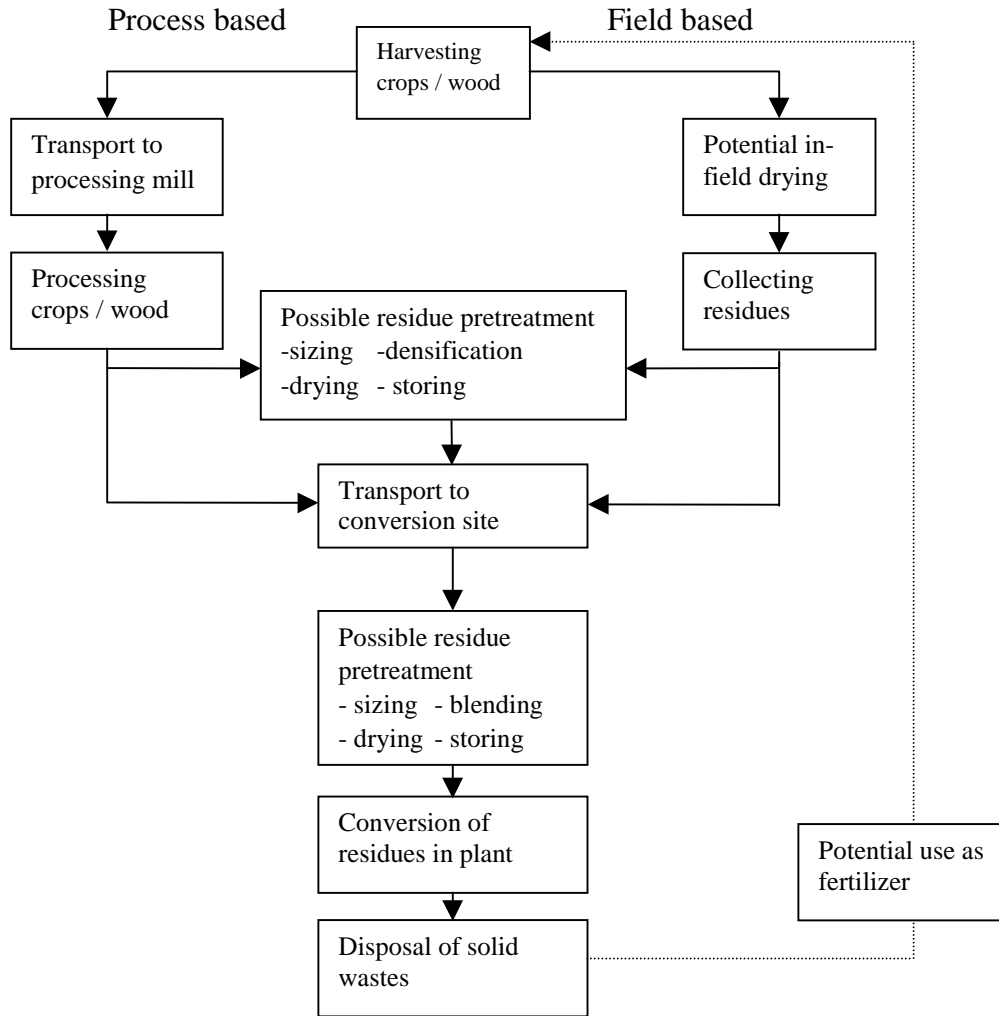 Process based
Field based
Harvesting
crops / wood
Transport to
processing mill
Potential in-
field drying
Processing
crops / wood
Collecting
residues
Possible residue pretreatment
-sizing -densification
-drying - storing
Transport to
conversion site
Possible residue
pretreatment
- sizing - blending
- drying - storing
Conversion of
residues in plant
Potential use as
fertilizer
Disposal of solid
wastes